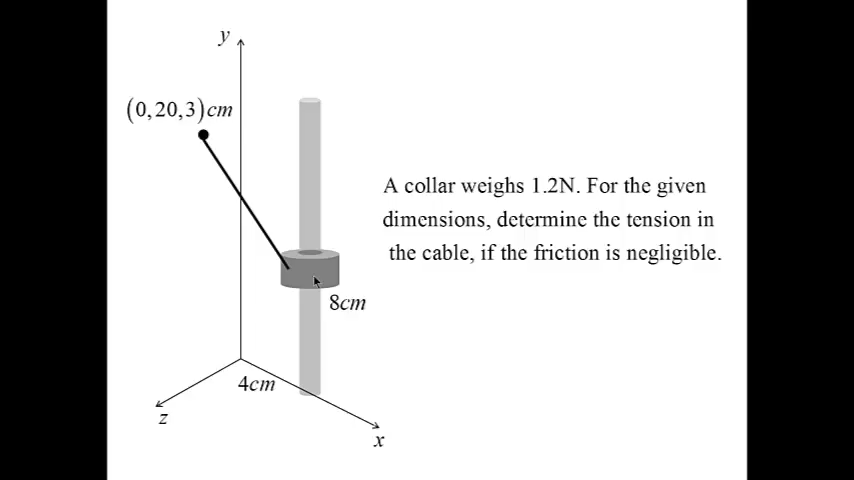 y
(0,20,3)cm
A collar weighs 1.2N. For the given
dimensions, determine the tension in
the cable, if the friction is negligible.
8cm
4cm
z
x